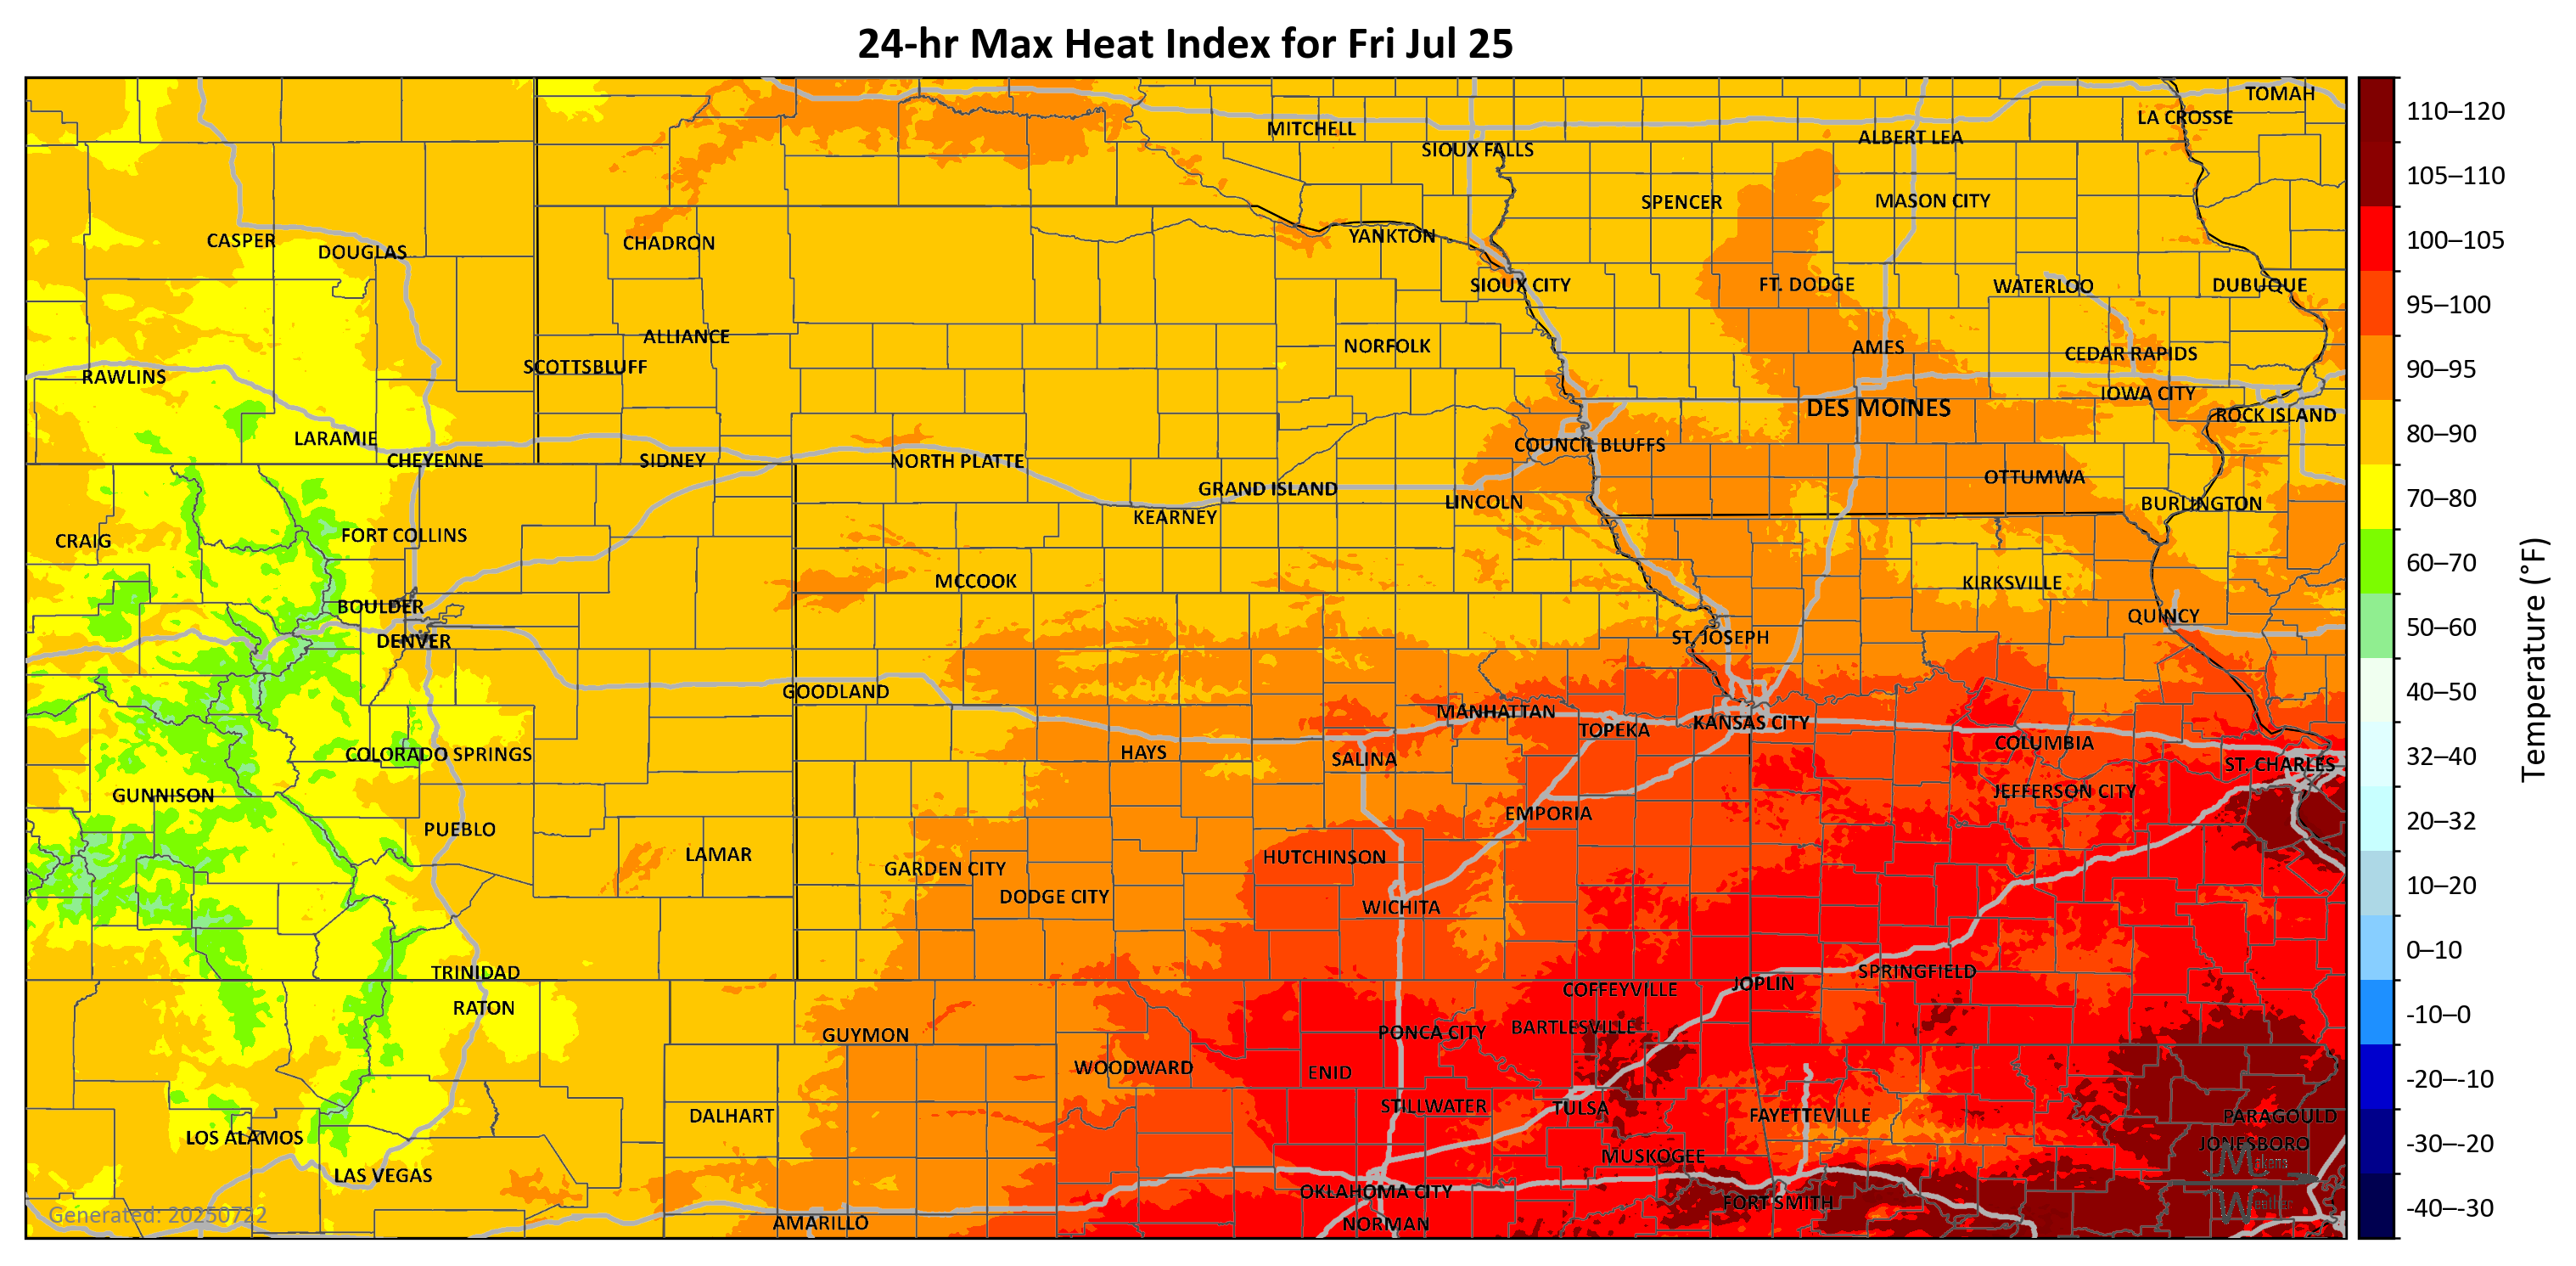 24-hr Max Heat Index for Fri Jul 25
TOMAH
LA CROSSE
MITCHELL
ALBERT LEA
SIOUX FALLS
SPENCER
MASON CITY
CASPER
DOUGLAS
CHADRON
YANKTON
SIOUX CITY
FT. DODGE
WATERLOO
DUBUQUE
ALLIANCE
NORFOLK
AMES
CEDAR RAPIDS
SCOTTSBLUFF
RAWLINS
IOWA CITY
DES MOINES
ROCK ISLAND
LARAMIE
COUNCIL BLUFFS
CHEYENNE
SIDNEY
NORTH PLATTE
OTTUMWA
GRAND ISLAND
LINCOLN
BURLINGTON
KEARNEY
CRAIG
FORT COLLINS
MCCOOK
KIRKSVILLE
BOULDER
QUINCY
DENVER
ST. JOSEPH
GOODLAND
MANHATTAN
TOPEKA
KANSAS CITY
COLUMBIA
COLORADO SPRINGS
HAYS
SALINA
ST. CHARLES
GUNNISON
JEFFERSON CITY
EMPORIA
PUEBLO
LAMAR
HUTCHINSON
GARDEN CITY
DODGE CITY
WICHITA
TRINIDAD
SPRINGFIELD
JOPLIN
COFFEYVILLE
RATON
GUYMON
PONCA CITY
BARTLESVILLE
WOODWARD
ENID
STILLWATER
TULSA
DALHART
FAYETTEVILLE
PARAGOULD
LOS ALAMOS
JONESBORO
MUSKOGEE
LAS VEGAS
OKLAHOMA CITY
FORT SMITH
AMARILLO
NORMAN
Generated: 20250722
Makens
Weather
110–120
105–110
100–105
95–100
90–95
80–90
70–80
60–70
50–60
40–50
32–40
20–32
10–20
0–10
-10–0
-20–-10
-30–-20
-40–-30
Temperature (°F)